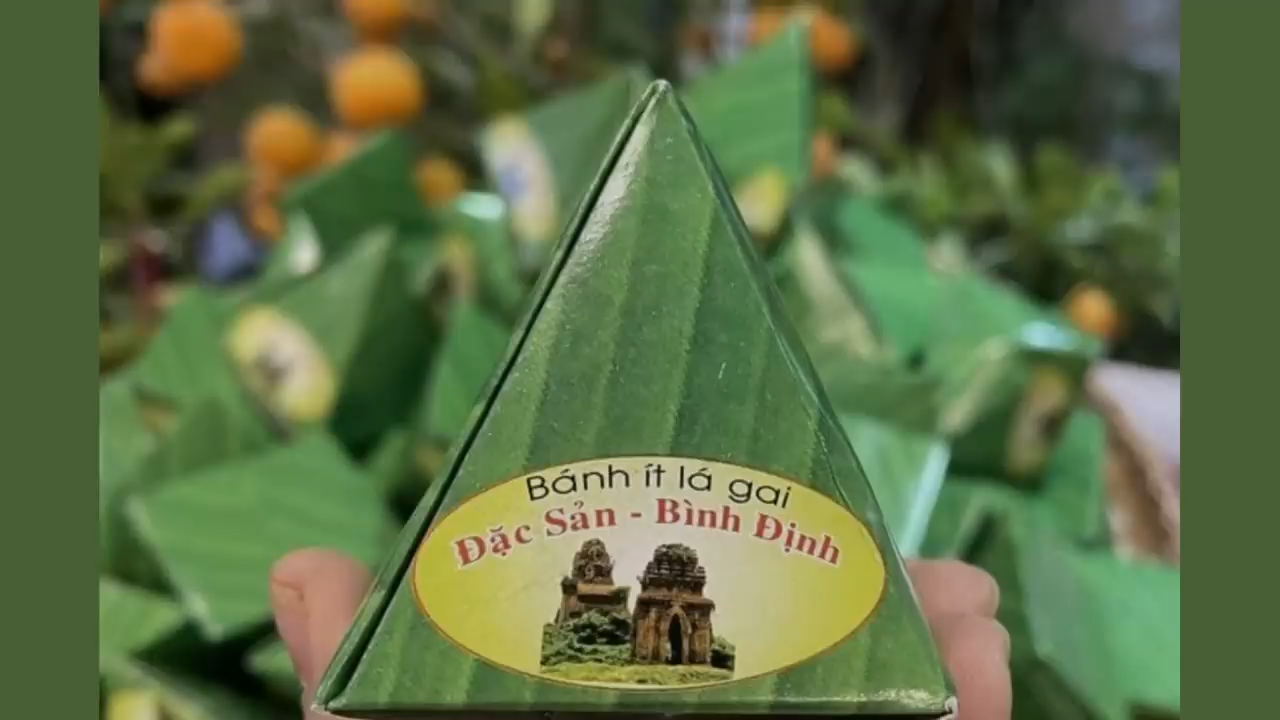 Bánh ít lá gai
Đặc Sản - Bình Định